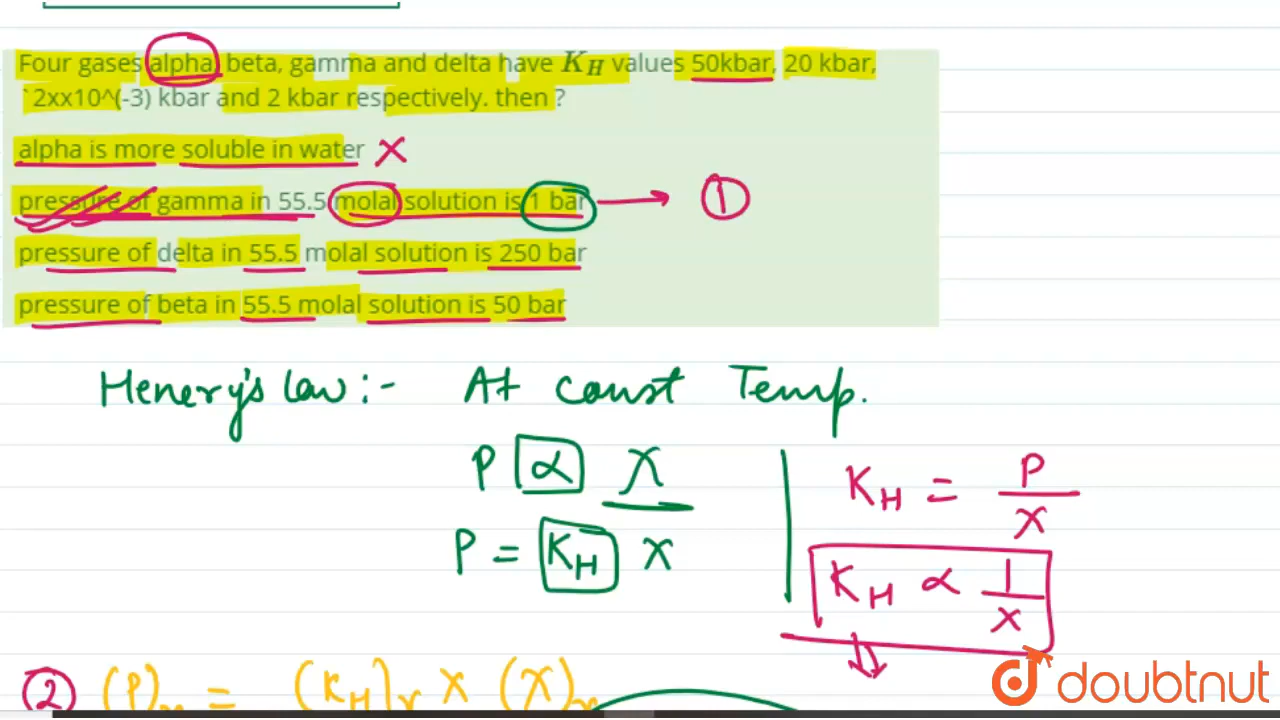 Four gases alpha, beta, gamma and delta have K_H values 50kbar, 20 kbar,
`2xx10^(-3) kbar and 2 kbar respectively. then ?
alpha is more soluble in water X
pressure of gamma in 55.5 molal solution is 1 bar → 1
pressure of delta in 55.5 molal solution is 250 bar
pressure of beta in 55.5 molal solution is 50 bar
Henery's law :- At const Temp.
P α X
P = K_H X
K_H = P/X
K_H α 1/X
2 (P)γ = (K_H)γ × (X)γ
doubtnut